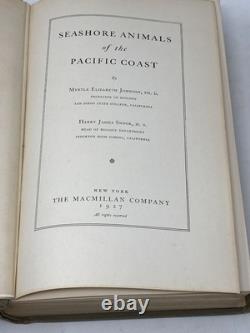 SEASHORE ANIMALS
of the
PACIFIC COAST
By
MYRTLE ELIZABETH JOHNSON, PH. D.
PROFESSOR OF BIOLOGY
SAN DIEGO STATE COLLEGE, CALIFORNIA
HARRY JAMES SNOOK, M. A.
HEAD OF BIOLOGY DEPARTMENT
STOCKTON HIGH SCHOOL, CALIFORNIA
NEW YORK
THE MACMILLAN COMPANY
1927
All rights reserved
hmcharitybooks